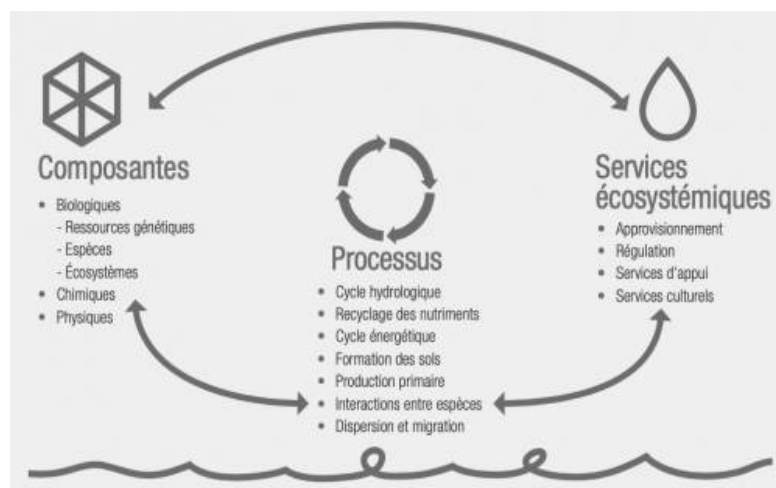 Composantes
• Biologiques
- Ressources génétiques
- Espèces
- Écosystèmes
• Chimiques
• Physiques
Processus
• Cycle hydrologique
• Recyclage des nutriments
• Cycle énergétique
• Formation des sols
• Production primaire
• Interactions entre espèces
• Dispersion et migration
Services
écosystémiques
• Approvisionnement
• Régulation
• Services d'appui
• Services culturels